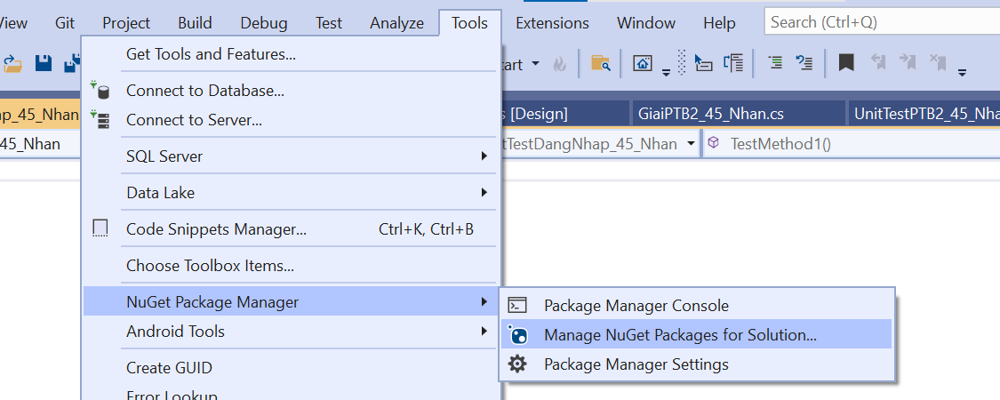 View Git Project Build Debug Test Analyze Tools Extensions Window Help Search (Ctrl+Q)
Get Tools and Features...
Connect to Database...
Connect to Server...
SQL Server
Data Lake
Code Snippets Manager... Ctrl+K, Ctrl+B
Choose Toolbox Items...
NuGet Package Manager
Android Tools
Create GUID
Error Lookup
art
ap_45_Nhan s [Design] GiaiPTB2_45_Nhan.cs UnitTestPTB2_45_Nha
45_Nhan tTestDangNhap_45_Nhan TestMethod1()
Package Manager Console
Manage NuGet Packages for Solution...
Package Manager Settings